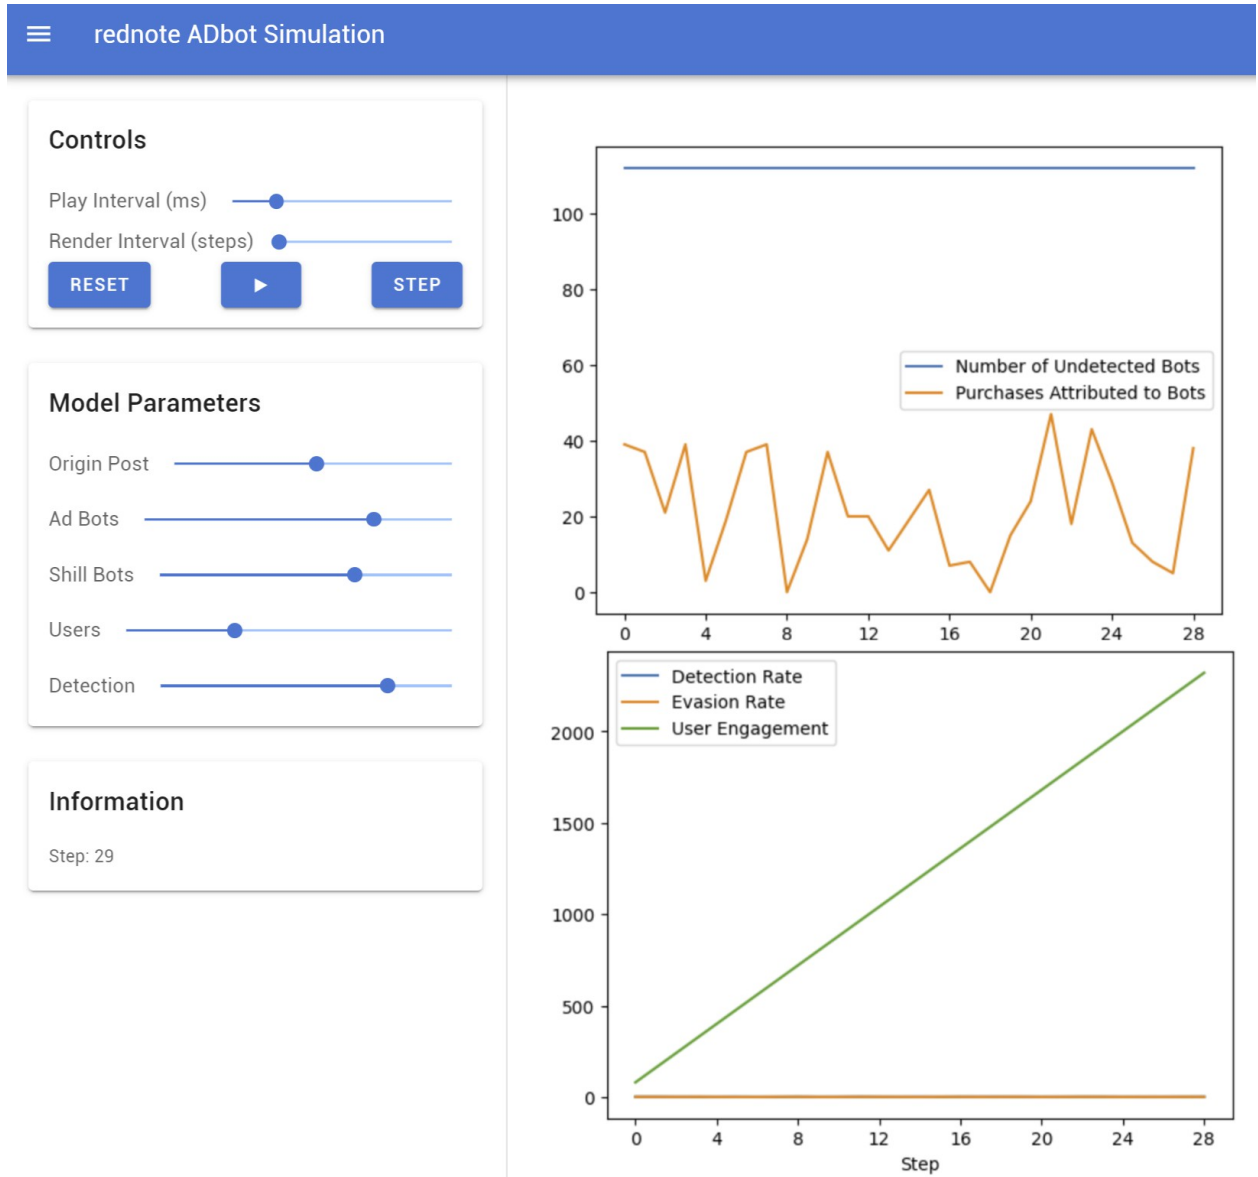 rednote ADbot Simulation
Controls
Play Interval (ms)
Render Interval (steps)
RESET
STEP
Model Parameters
Origin Post
Ad Bots
Shill Bots
Users
Detection
Information
Step: 29
100
80
60
40
20
0
Number of Undetected Bots
Purchases Attributed to Bots
0 4 8 12 16 20 24 28
Detection Rate
Evasion Rate
User Engagement
2000
1500
1000
500
0
0 4 8 12 16 20 24 28
Step